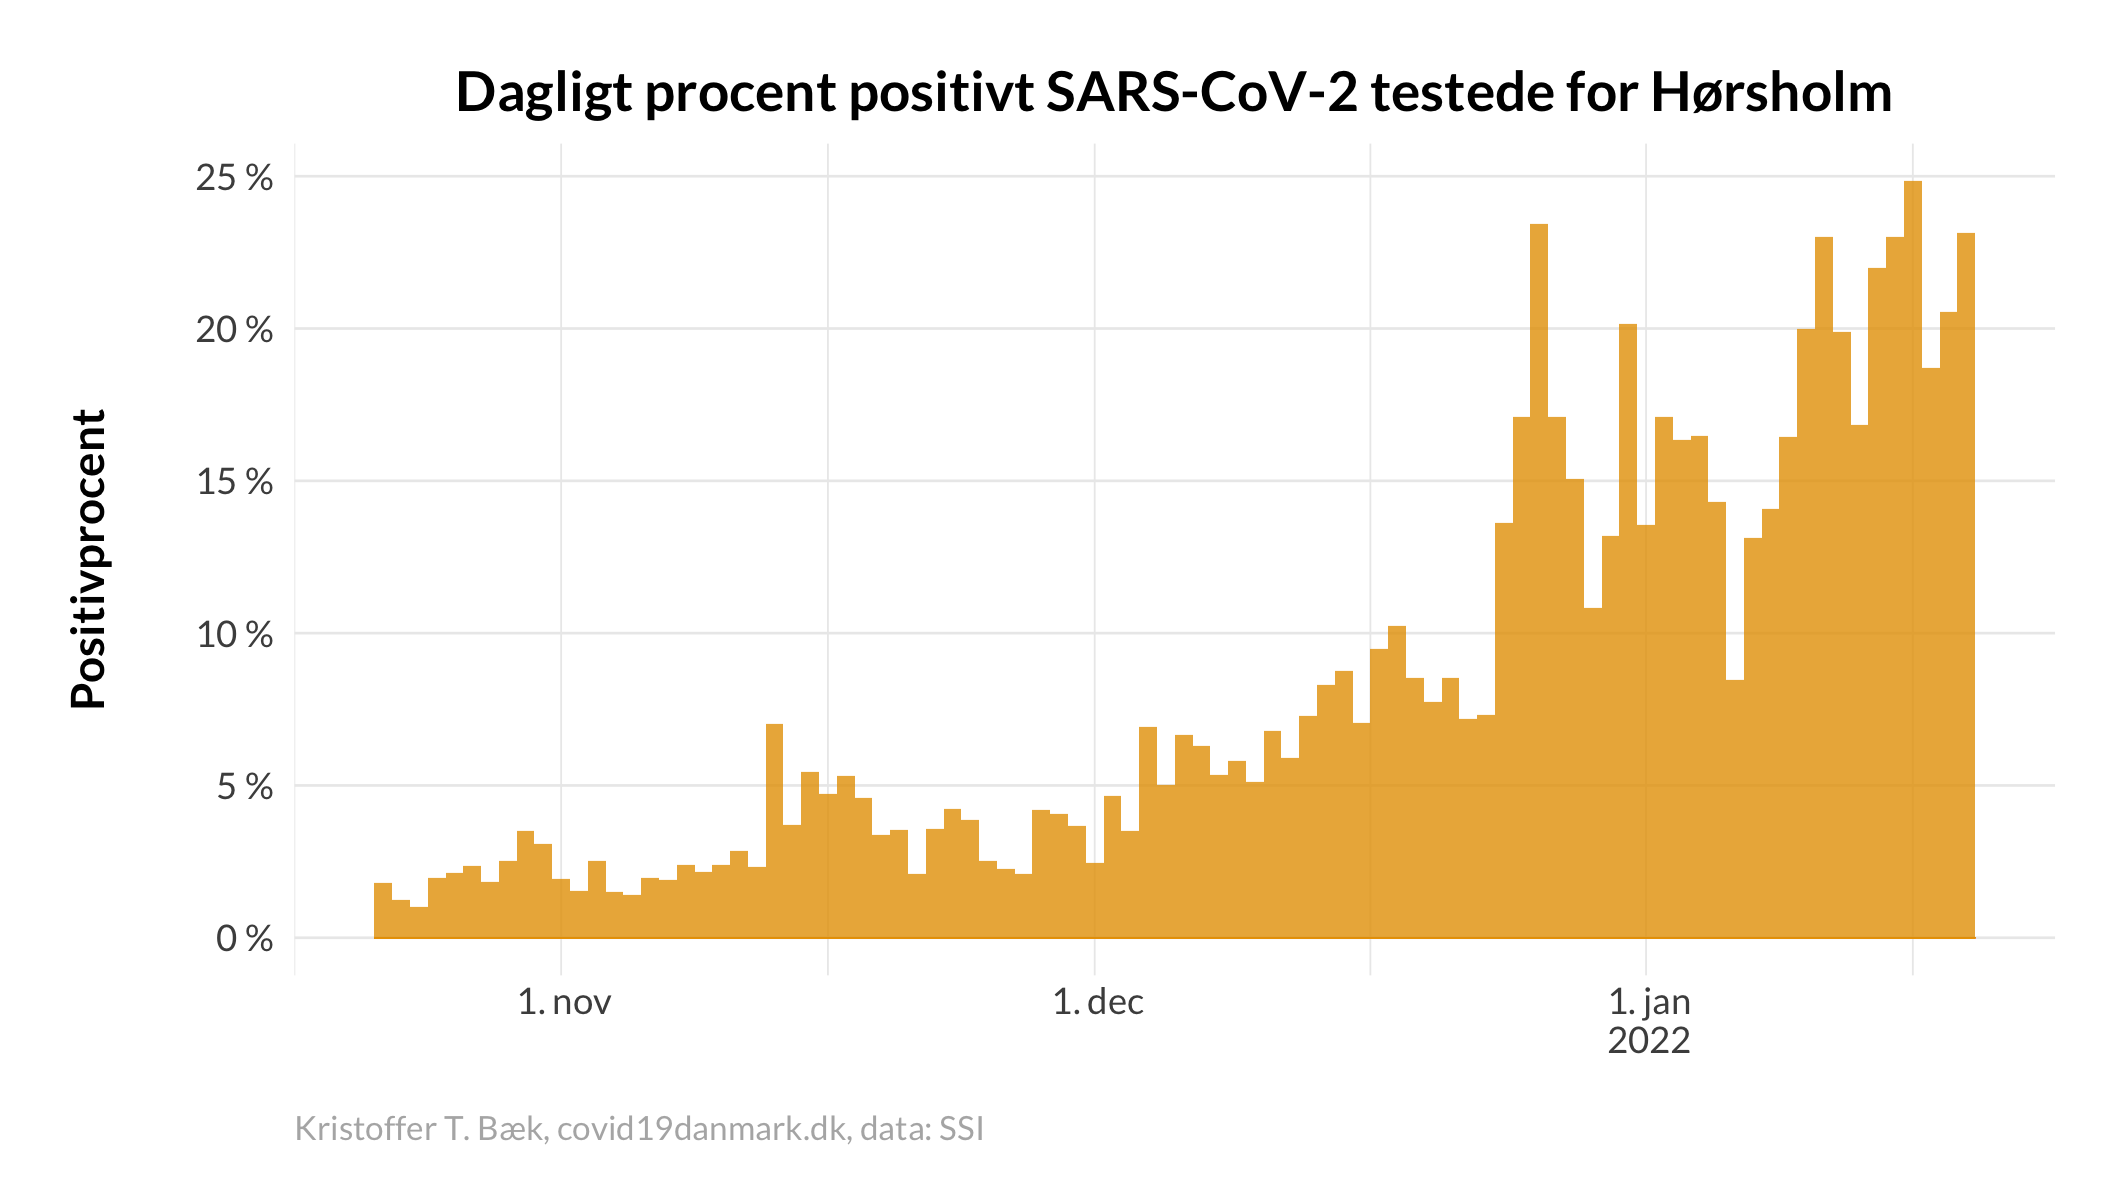 Dagligt procent positivt SARS-CoV-2 testede for Hørsholm
Positivprocent
25 %
20 %
15 %
10 %
5 %
0 %
1. nov
1. dec
1. jan
2022
Kristoffer T. Bæk, covid19danmark.dk, data: SSI